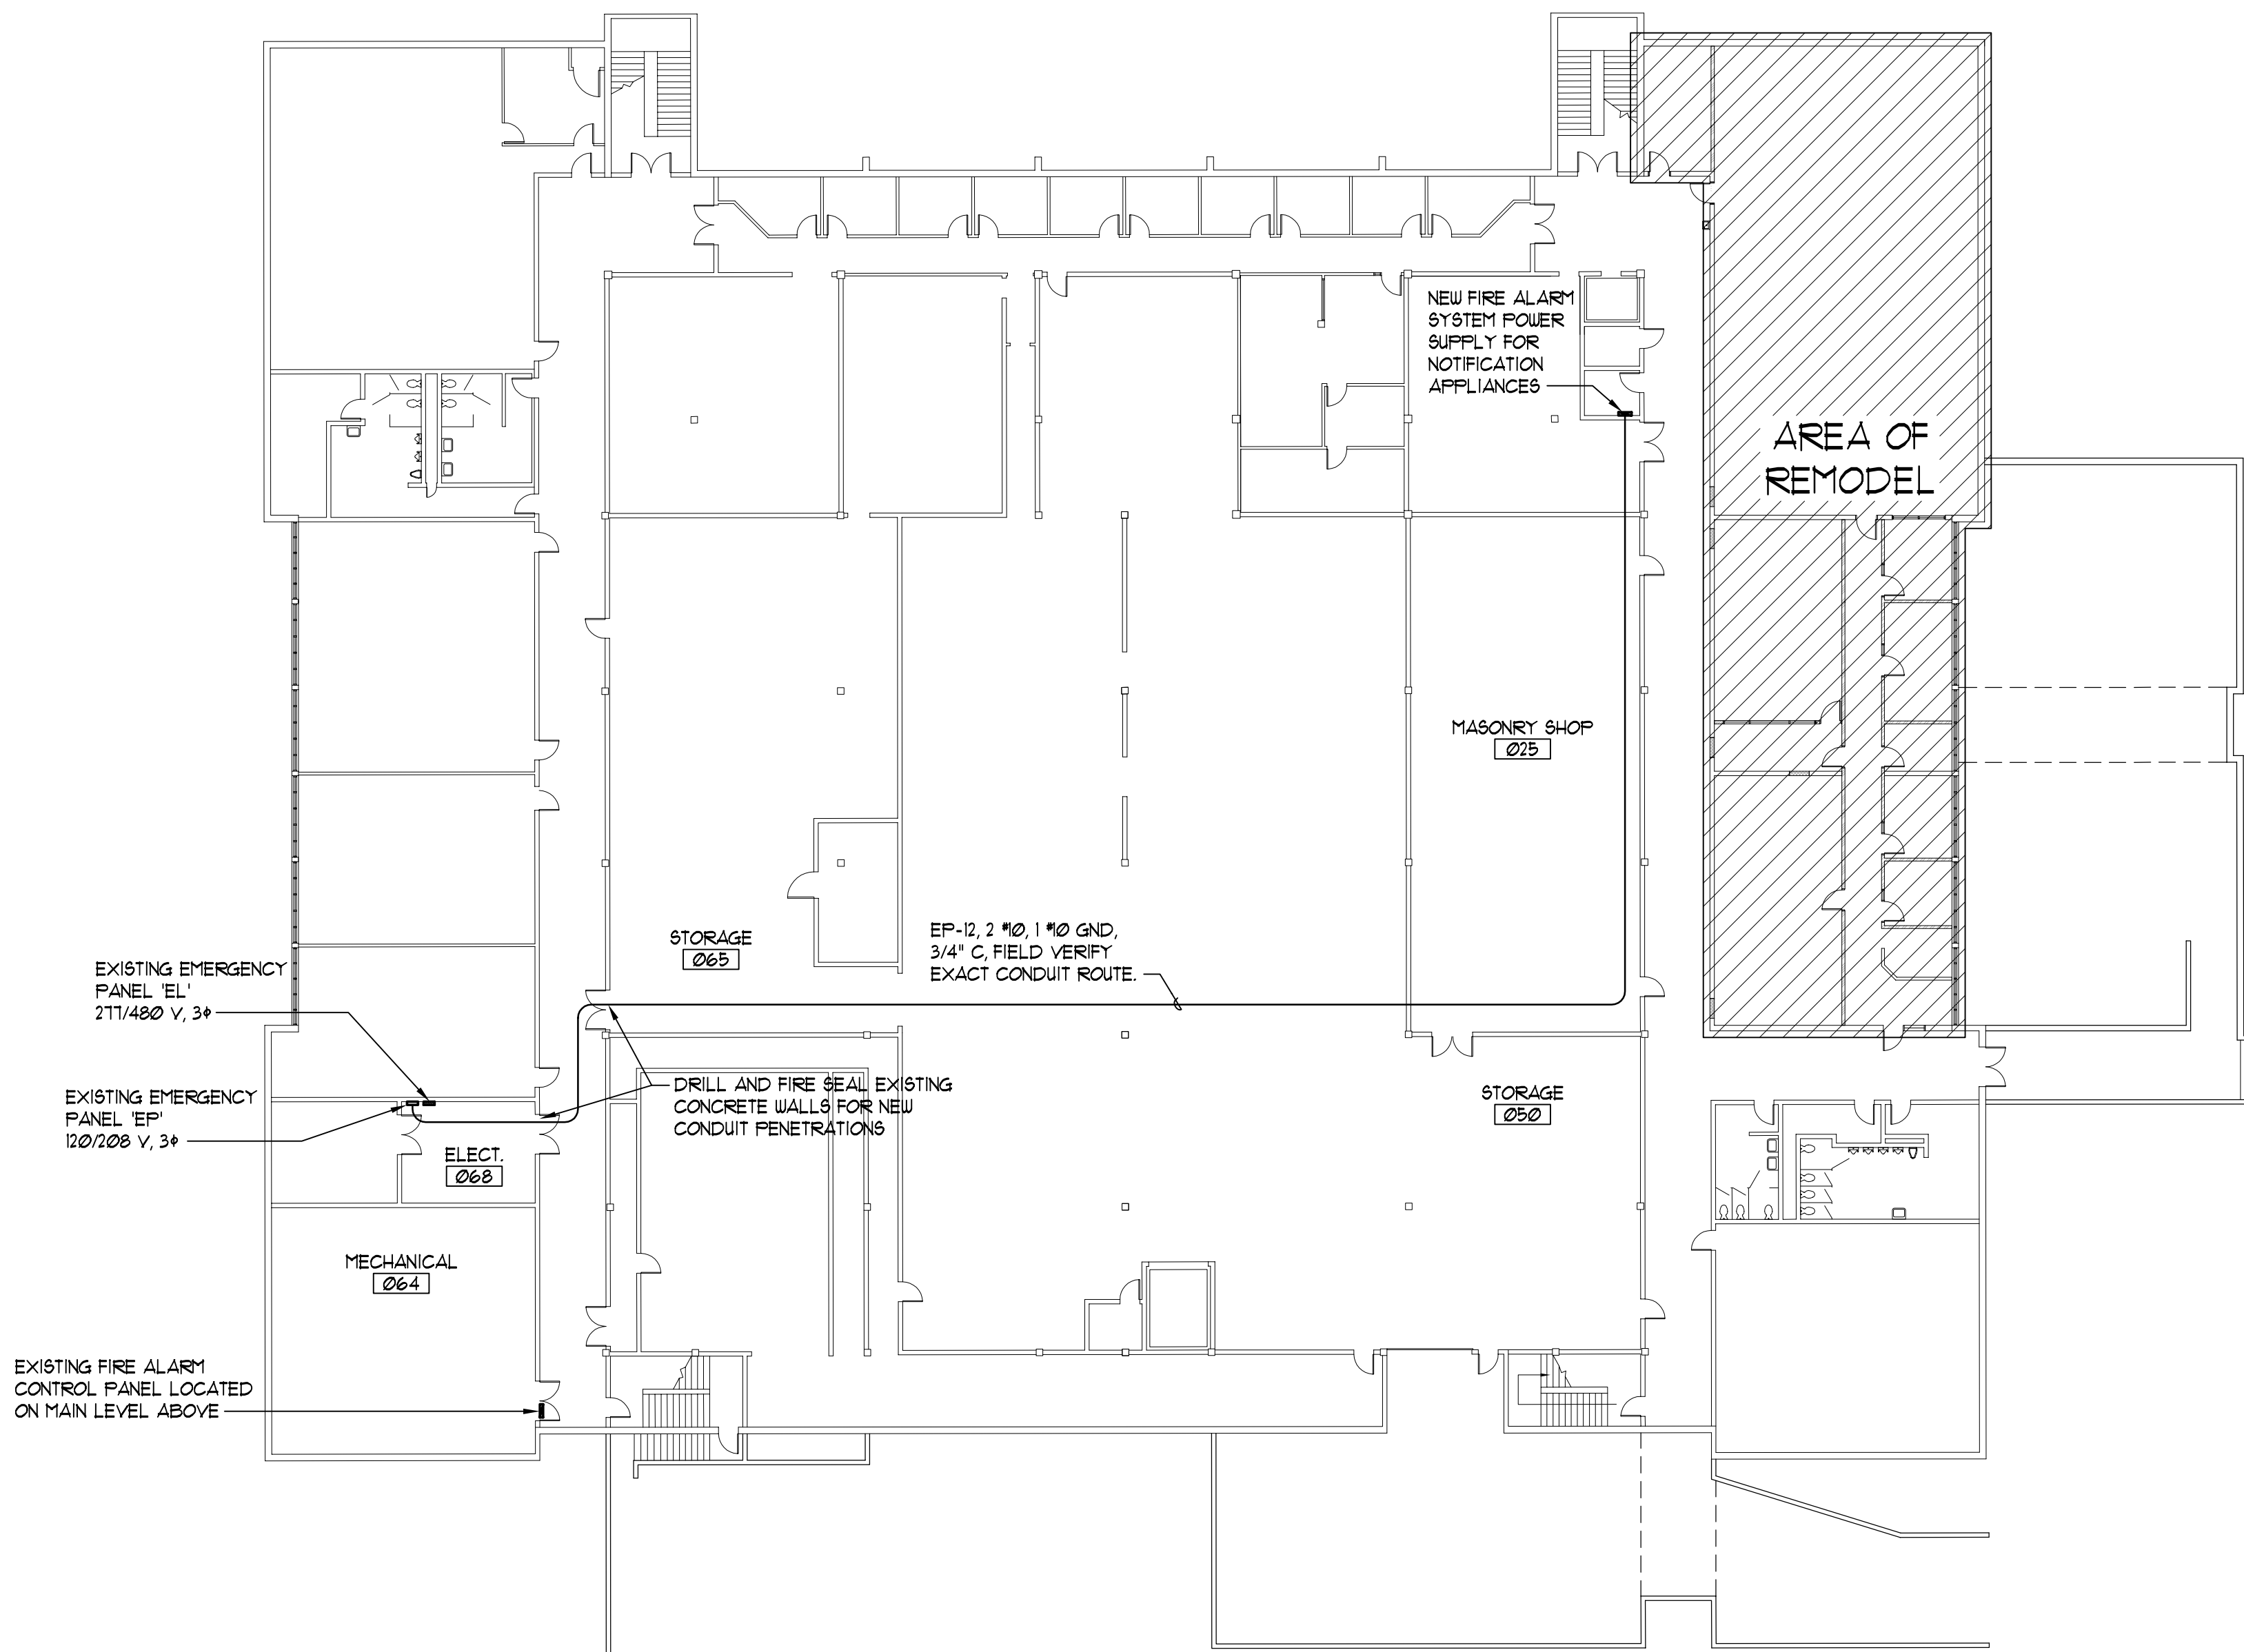 NEW FIRE ALARM
SYSTEM POWER
SUPPLY FOR
NOTIFICATION
APPLIANCES
AREA OF
REMODEL
MASONRY SHOP
Ø25
STORAGE
Ø65
EP-12, 2 #1Ø, 1 #1Ø GND,
3/4" C, FIELD VERIFY
EXACT CONDUIT ROUTE.
EXISTING EMERGENCY
PANEL 'EL'
277/48Ø V, 3ϕ
EXISTING EMERGENCY
PANEL 'EP'
12Ø/2Ø8 V, 3ϕ
DRILL AND FIRE SEAL EXISTING
CONCRETE WALLS FOR NEW
CONDUIT PENETRATIONS
STORAGE
Ø5Ø
ELECT.
Ø68
MECHANICAL
Ø64
EXISTING FIRE ALARM
CONTROL PANEL LOCATED
ON MAIN LEVEL ABOVE